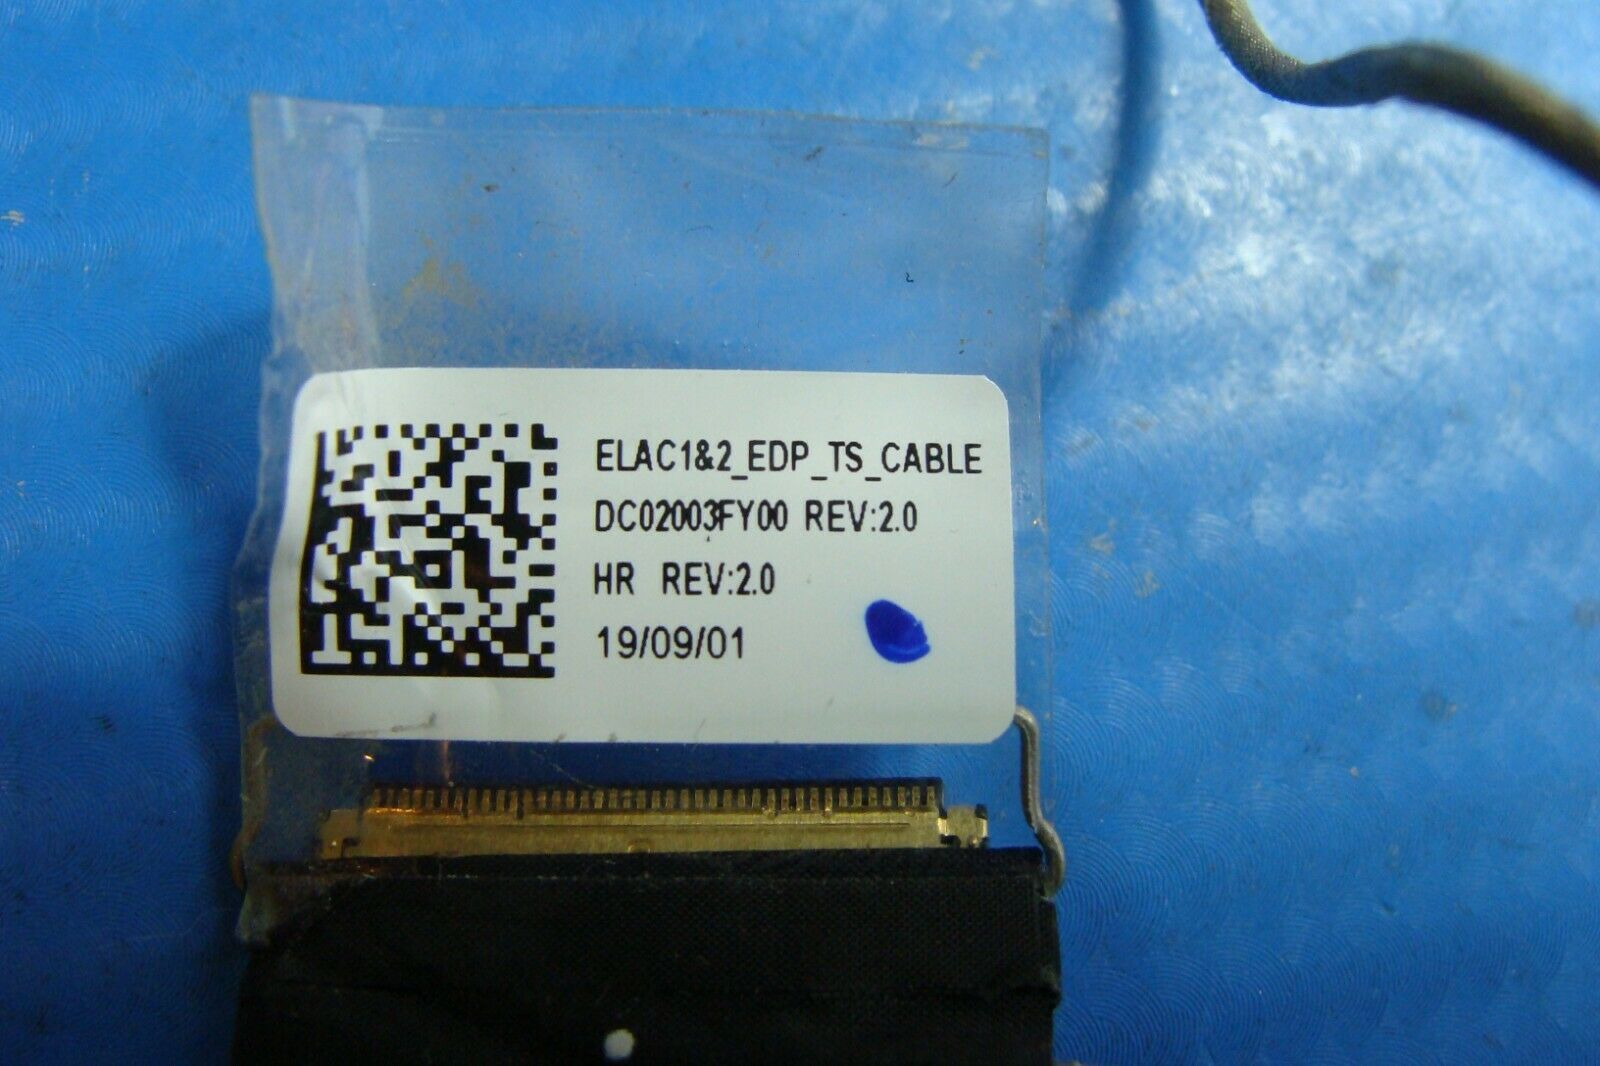 ELAC1&2_EDP_TS_CABLE
DC02003FY00 REV:2.0
HR REV:2.0
19/09/01